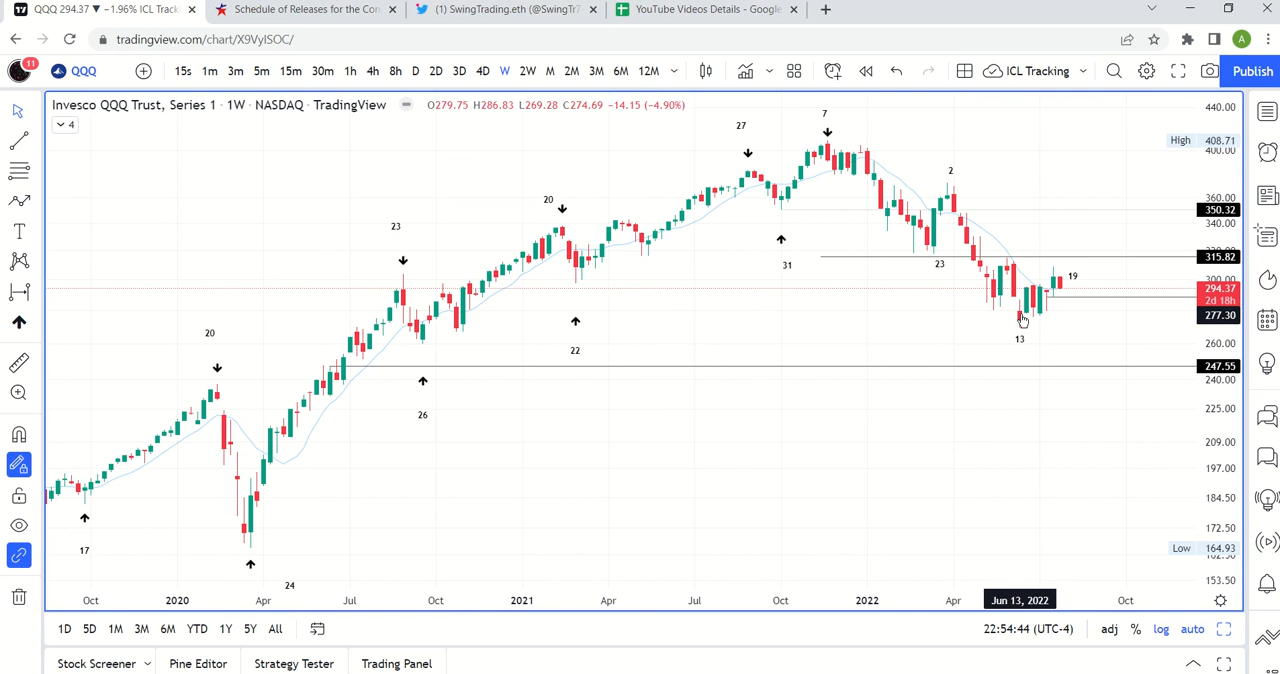 QQQ 294.37 ▼ −1.96% ICL Track
Schedule of Releases for the Con
(1) SwingTrading.eth (@SwingTr7
YouTube Videos Details - Google
tradingview.com/chart/X9VyISOC/
A
11
QQQ
15s 1m 3m 5m 15m 30m 1h 4h 8h D 2D 3D 4D W 2W M 2M 3M 6M 12M
ICL Tracking
Publish
Invesco QQQ Trust, Series 1 · 1W · NASDAQ · TradingView
O279.75 H286.83 L269.28 C274.69 −14.15 (−4.90%)
4
440.00
High 408.71
400.00
360.00
350.32
340.00
315.82
300.00
294.37
2d 18h
277.30
260.00
247.55
240.00
225.00
209.00
197.00
184.50
172.50
Low 164.93
153.50
17
20
24
23
26
20
22
27
31
7
23
2
13
19
Oct 2020 Apr Jul Oct 2021 Apr Jul Oct 2022 Apr Jun 13, 2022 Oct
1D 5D 1M 3M 6M YTD 1Y 5Y All
22:54:44 (UTC-4)
adj % log auto
Stock Screener Pine Editor Strategy Tester Trading Panel